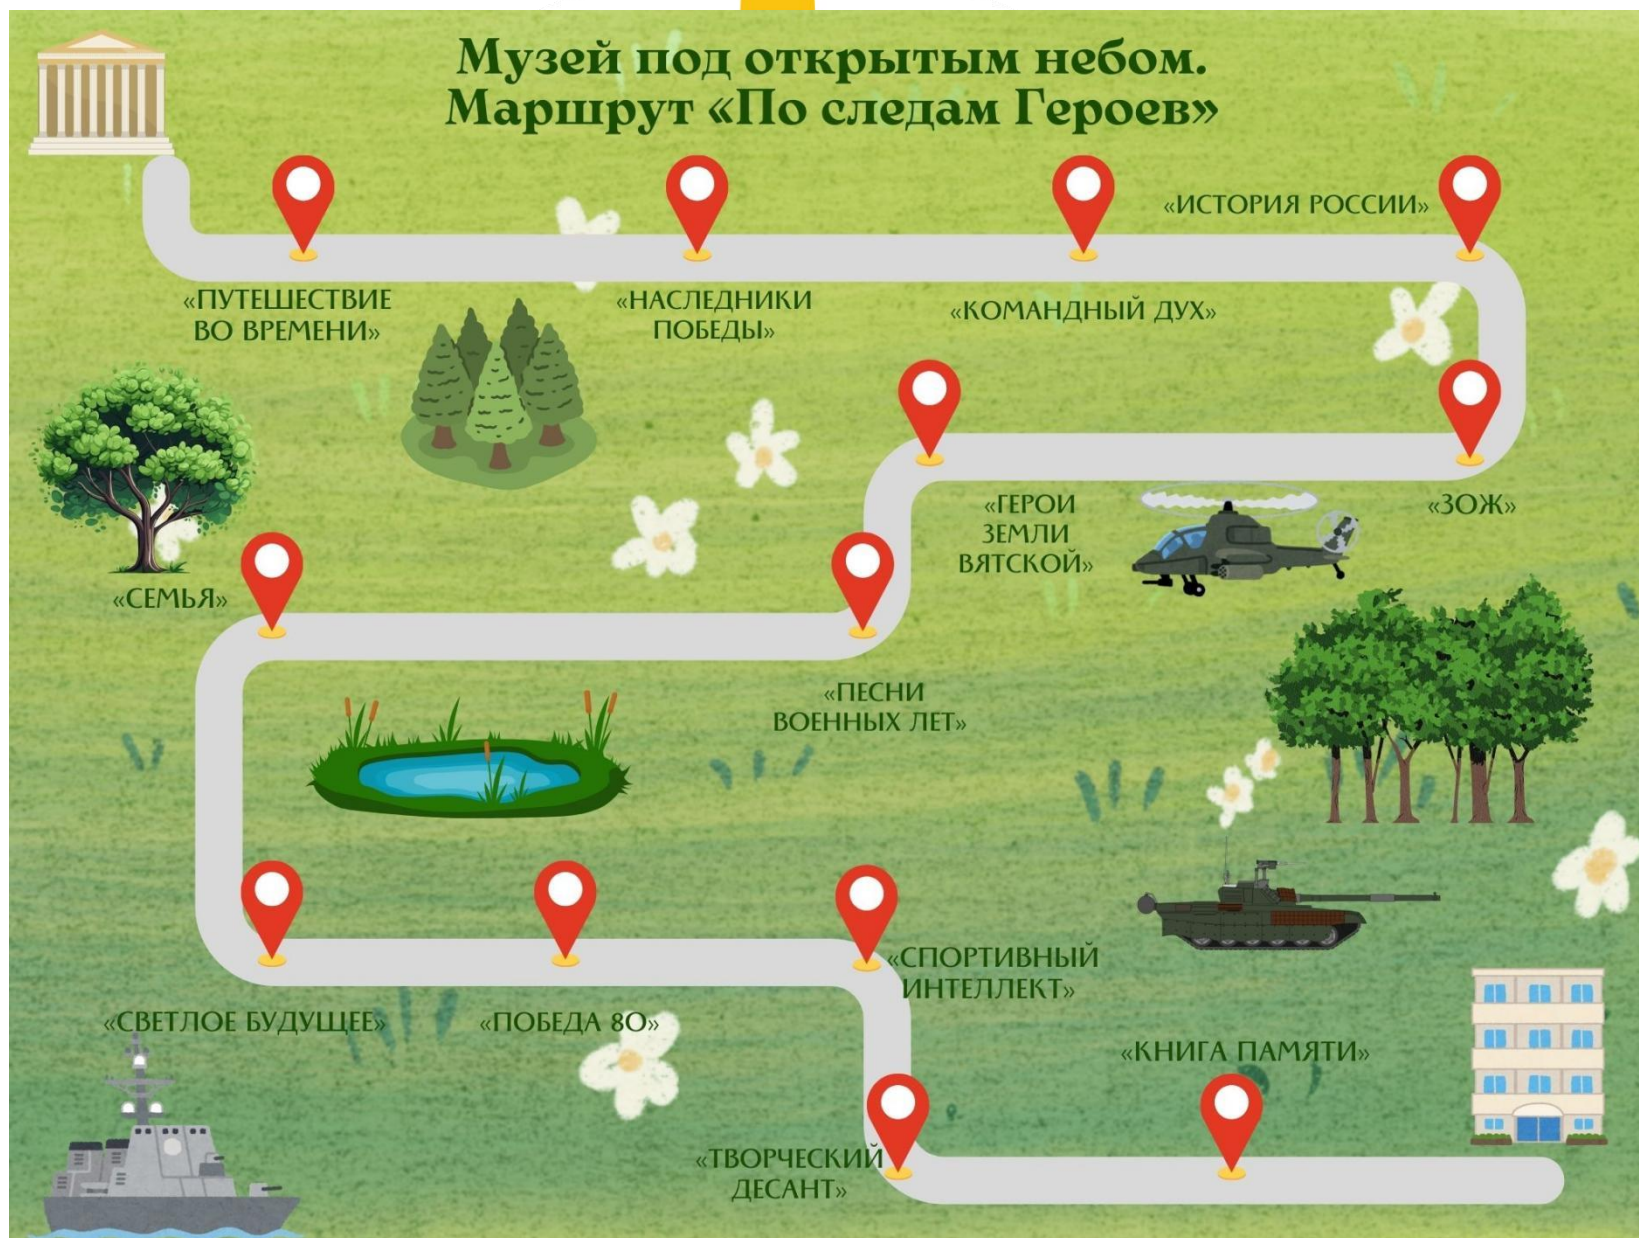 Музей под открытым небом.
Маршрут «По следам Героев»
«ПУТЕШЕСТВИЕ
ВО ВРЕМЕНИ»
«НАСЛЕДНИКИ
ПОБЕДЫ»
«КОМАНДНЫЙ ДУХ»
«ИСТОРИЯ РОССИИ»
«ЗОЖ»
«ГЕРОИ
ЗЕМЛИ
ВЯТСКОЙ»
«ПЕСНИ
ВОЕННЫХ ЛЕТ»
«СЕМЬЯ»
«СВЕТЛОЕ БУДУЩЕЕ»
«ПОБЕДА 80»
«СПОРТИВНЫЙ
ИНТЕЛЛЕКТ»
«ТВОРЧЕСКИЙ
ДЕСАНТ»
«КНИГА ПАМЯТИ»